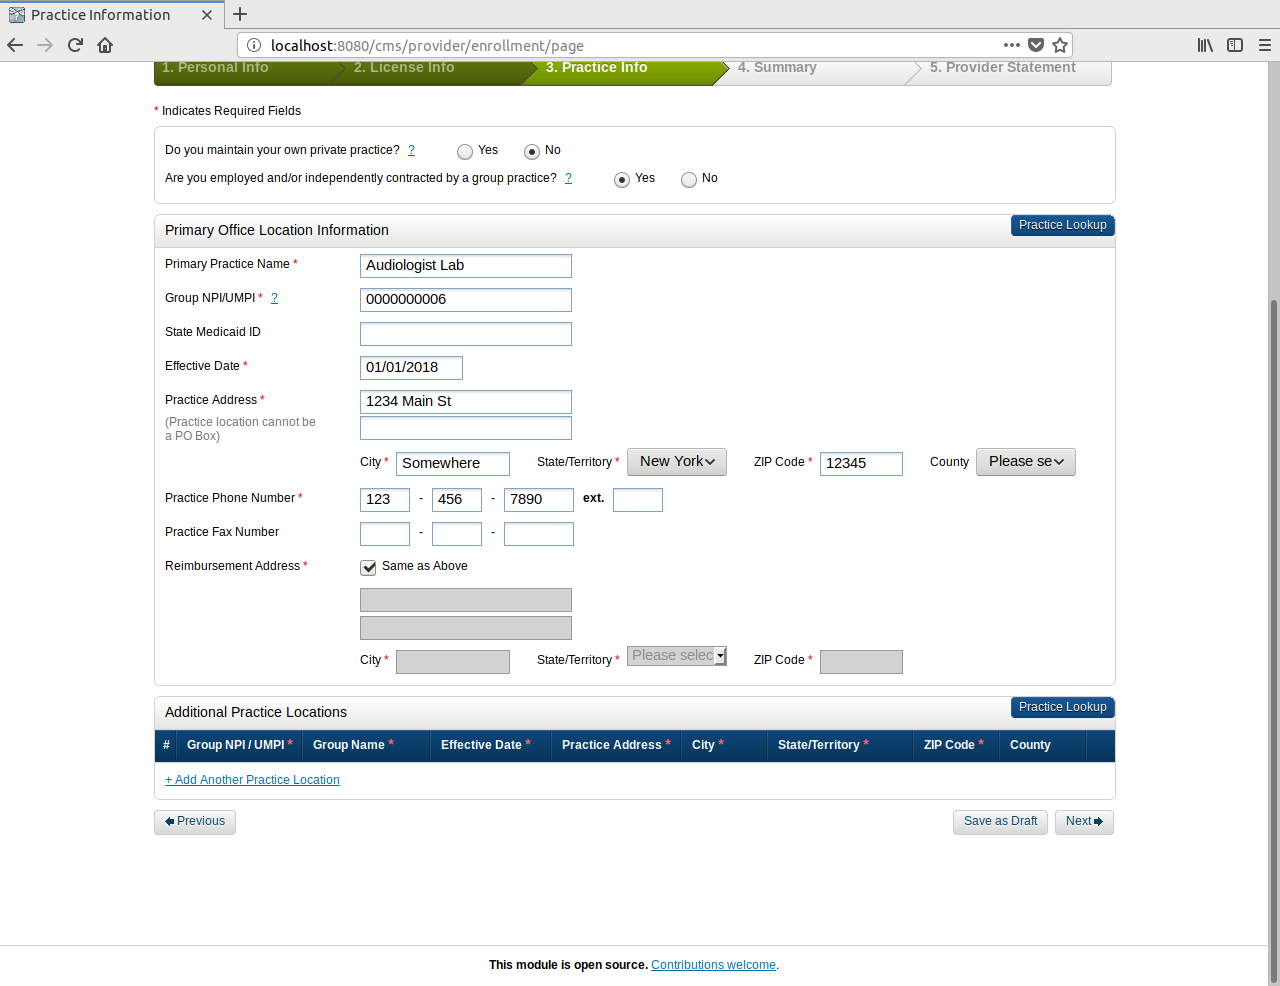 Practice Information
localhost:8080/cms/provider/enrollment/page
1. Personal Info 2. License Info 3. Practice Info 4. Summary 5. Provider Statement
* Indicates Required Fields
Do you maintain your own private practice? ? Yes No
Are you employed and/or independently contracted by a group practice? ? Yes No
Primary Office Location Information Practice Lookup
Primary Practice Name * Audiologist Lab
Group NPI/UMPI * ? 0000000006
State Medicaid ID
Effective Date * 01/01/2018
Practice Address * 1234 Main St
(Practice location cannot be
a PO Box)
City * Somewhere State/Territory * New York ZIP Code * 12345 County Please se
Practice Phone Number * 123 - 456 - 7890 ext.
Practice Fax Number - -
Reimbursement Address * Same as Above
City * State/Territory * Please selec ZIP Code *
Additional Practice Locations Practice Lookup
# Group NPI / UMPI * Group Name * Effective Date * Practice Address * City * State/Territory * ZIP Code * County
+ Add Another Practice Location
Previous Save as Draft Next
This module is open source. Contributions welcome.